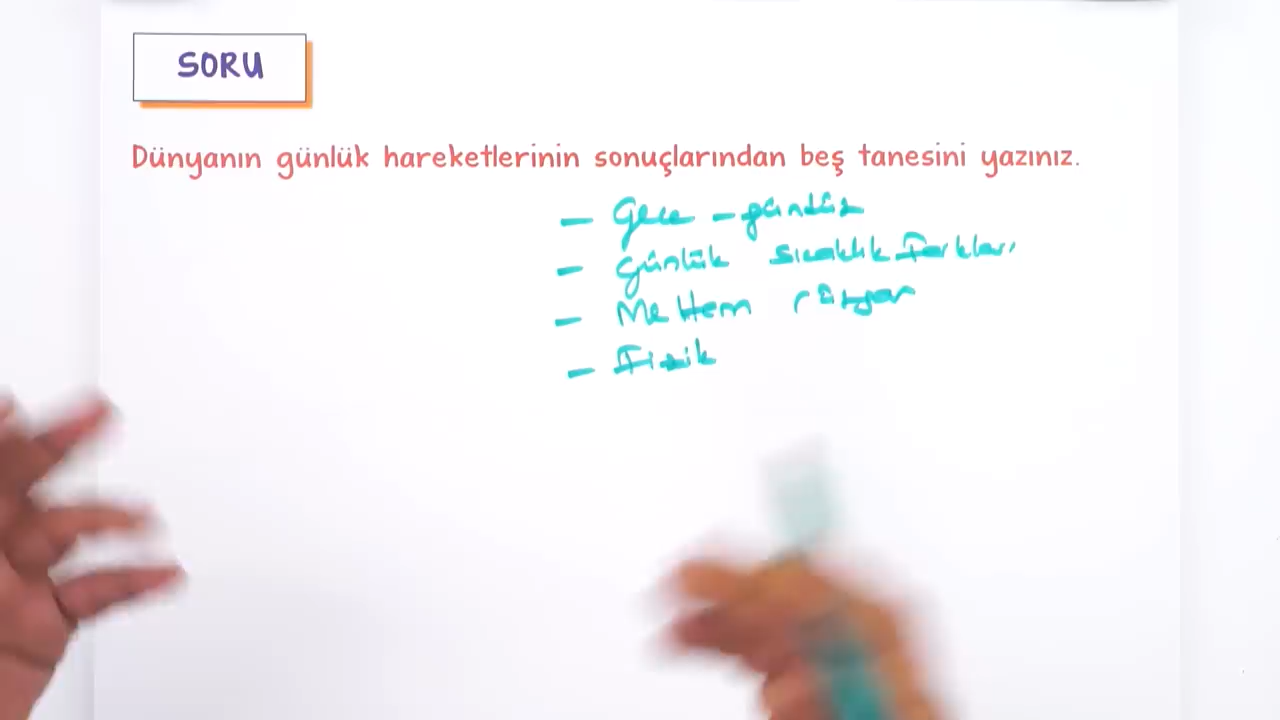 SORU
Dünyanın günlük hareketlerinin sonuçlarından beş tanesini yazınız.
- Gece - gündüz
- Günlük sıcaklık farkları
- Meltem rüzgar
- Fizik